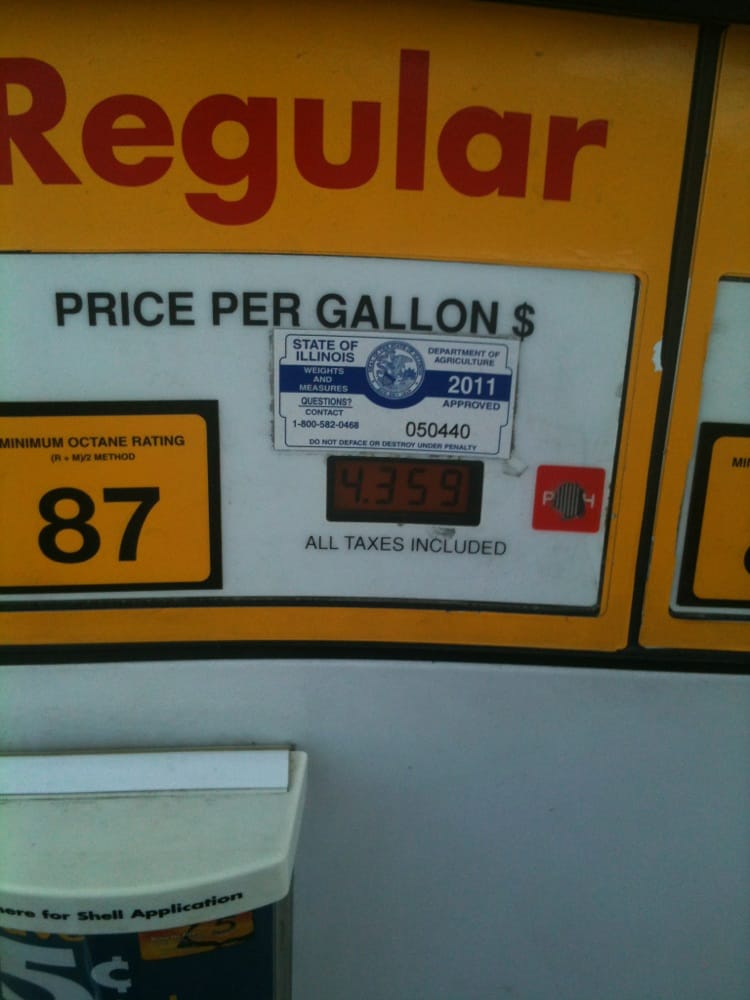 Regular
PRICE PER GALLON $
STATE OF
ILLINOIS
WEIGHTS
AND
MEASURES
QUESTIONS?
CONTACT
1-800-582-0468
DEPARTMENT OF
AGRICULTURE
2011
APPROVED
050440
DO NOT DEFACE OR DESTROY UNDER PENALTY
MINIMUM OCTANE RATING
(R + M)/2 METHOD
87
4.359
ALL TAXES INCLUDED
MI
for Shell Application
5¢